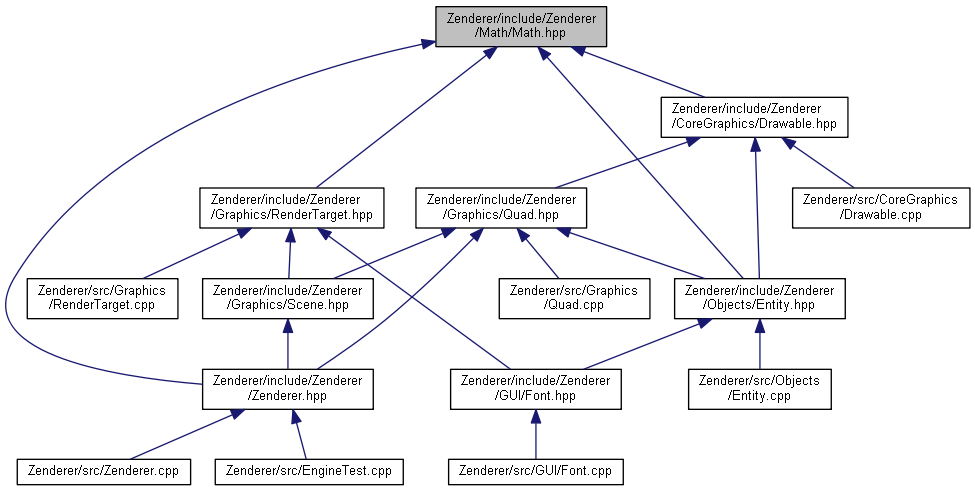 Zenderer/include/Zenderer
/Math/Math.hpp
Zenderer/include/Zenderer
/CoreGraphics/Drawable.hpp
Zenderer/include/Zenderer
/Graphics/RenderTarget.hpp
Zenderer/include/Zenderer
/Graphics/Quad.hpp
Zenderer/src/CoreGraphics
/Drawable.cpp
Zenderer/src/Graphics
/RenderTarget.cpp
Zenderer/include/Zenderer
/Graphics/Scene.hpp
Zenderer/src/Graphics
/Quad.cpp
Zenderer/include/Zenderer
/Objects/Entity.hpp
Zenderer/include/Zenderer
/Zenderer.hpp
Zenderer/include/Zenderer
/GUI/Font.hpp
Zenderer/src/Objects
/Entity.cpp
Zenderer/src/Zenderer.cpp
Zenderer/src/EngineTest.cpp
Zenderer/src/GUI/Font.cpp